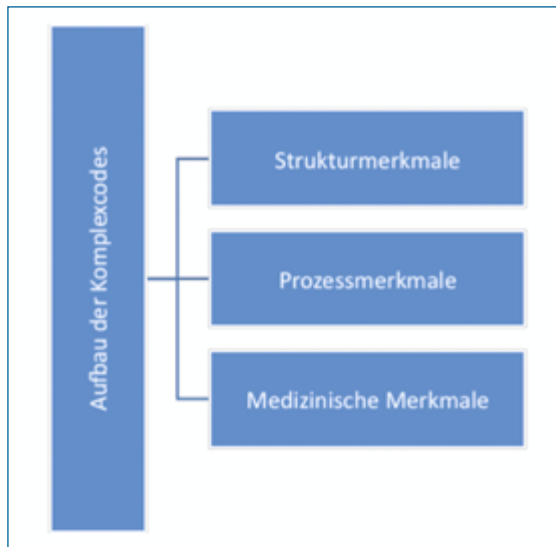 Aufbau der Komplexcodes
Strukturmerkmale
Prozessmerkmale
Medizinische Merkmale